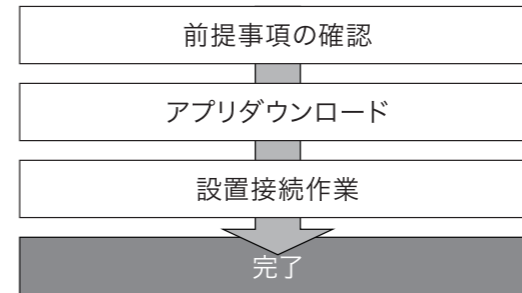 前提事項の確認
アプリダウンロード
設置接続作業
完了